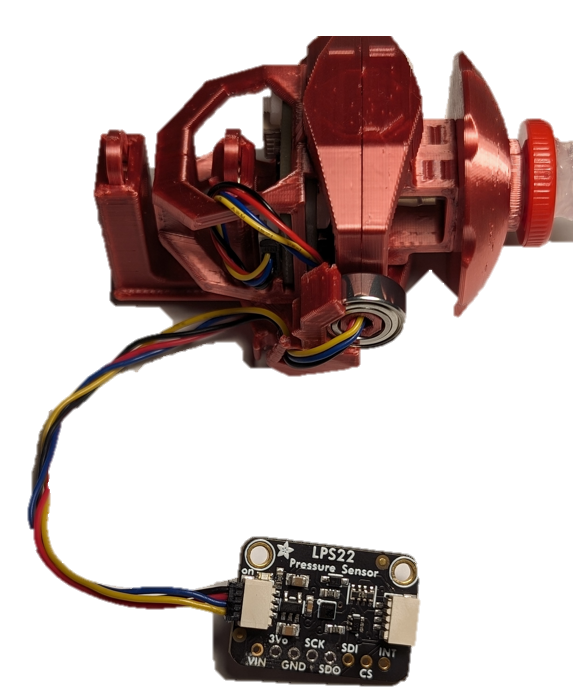 LPS22
Pressure Sensor
on
3Vo SCK SDI INT
VIN GND SDO CS